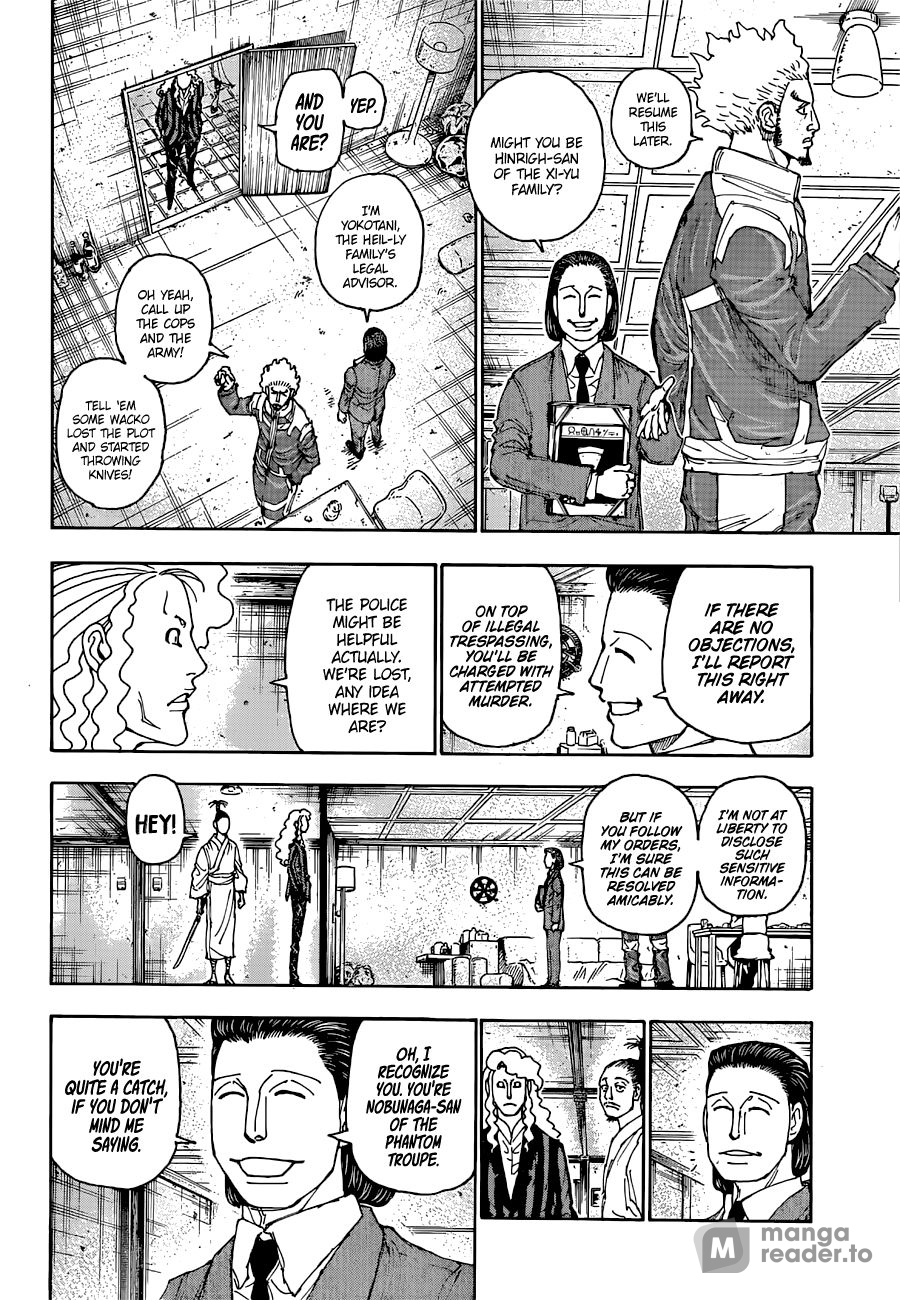 WE'LL
RESUME
THIS
LATER.
MIGHT YOU BE
HINRIGH-SAN
OF THE XI-YU
FAMILY?
YEP.
AND
YOU
ARE?
I'M
YOKOTANI,
THE HEIL-LY
FAMILY'S
LEGAL
ADVISOR.
OH YEAH,
CALL UP
THE COPS
AND THE
ARMY!
TELL 'EM
SOME WACKO
LOST THE PLOT
AND STARTED
THROWING
KNIVES!
IF THERE
ARE NO
OBJECTIONS,
I'LL REPORT
THIS RIGHT
AWAY.
ON TOP
OF ILLEGAL
TRESPASSING,
YOU'LL BE
CHARGED WITH
ATTEMPTED
MURDER.
THE POLICE
MIGHT BE
HELPFUL
ACTUALLY.
WE'RE LOST,
ANY IDEA
WHERE WE
ARE?
I'M NOT AT
LIBERTY TO
DISCLOSE
SUCH
SENSITIVE
INFORMA-
TION.
BUT IF
YOU FOLLOW
MY ORDERS,
I'M SURE
THIS CAN BE
RESOLVED
AMICABLY.
HEY!
OH, I
RECOGNIZE
YOU. YOU'RE
NOBUNAGA-SAN
OF THE
PHANTOM
TROUPE.
YOU'RE
QUITE A CATCH,
IF YOU DON'T
MIND ME
SAYING.
M manga
reader.to